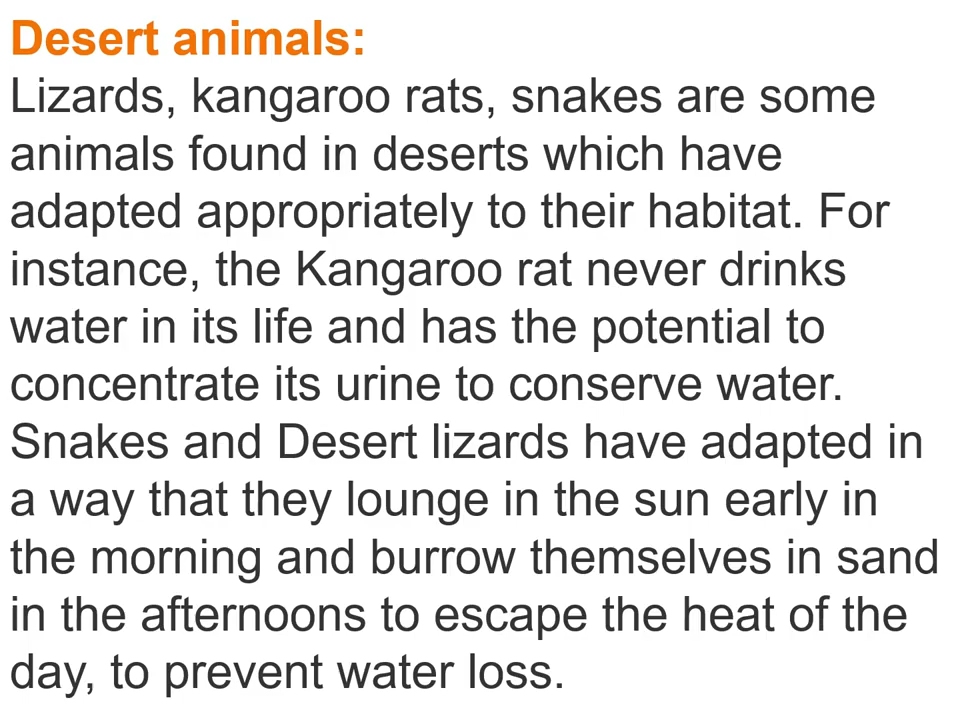 Desert animals:
Lizards, kangaroo rats, snakes are some
animals found in deserts which have
adapted appropriately to their habitat. For
instance, the Kangaroo rat never drinks
water in its life and has the potential to
concentrate its urine to conserve water.
Snakes and Desert lizards have adapted in
a way that they lounge in the sun early in
the morning and burrow themselves in sand
in the afternoons to escape the heat of the
day, to prevent water loss.